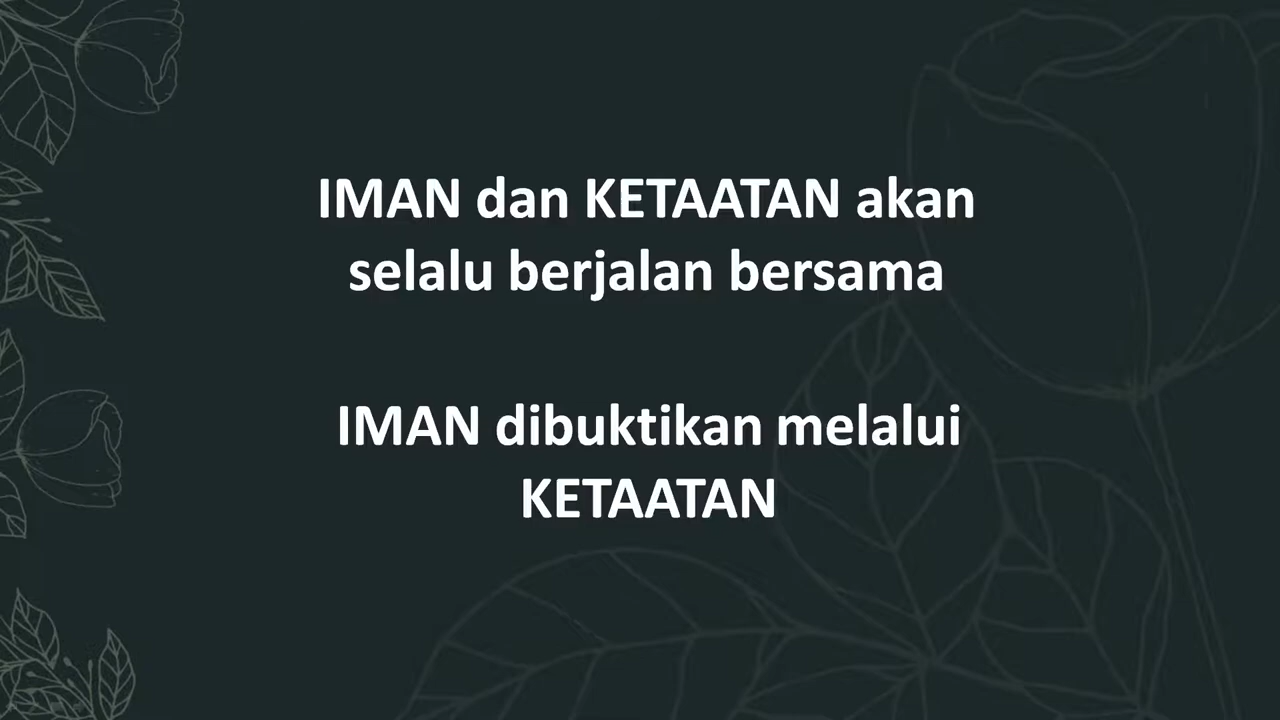 IMAN dan KETAATAN akan
selalu berjalan bersama
IMAN dibuktikan melalui
KETAATAN